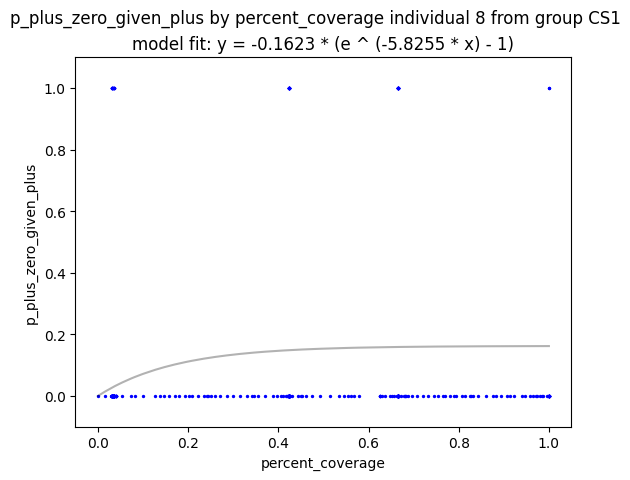 p_plus_zero_given_plus by percent_coverage individual 8 from group CS1
model fit: y = -0.1623 * (e ^ (-5.8255 * x) - 1)
1.0
0.8
0.6
0.4
0.2
0.0
p_plus_zero_given_plus
0.0 0.2 0.4 0.6 0.8 1.0
percent_coverage